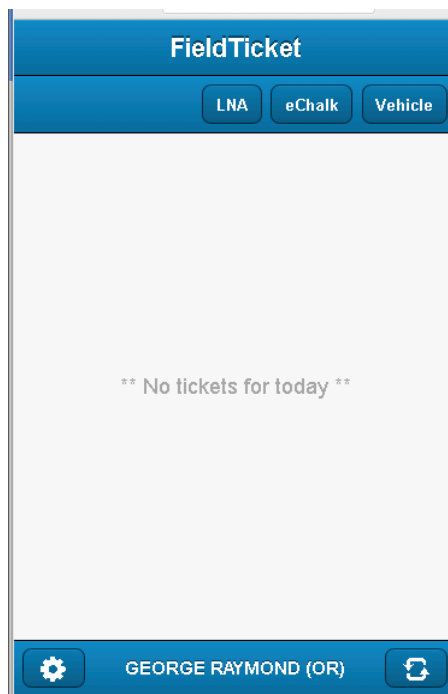 FieldTicket
LNA eChalk Vehicle
** No tickets for today **
GEORGE RAYMOND (OR)